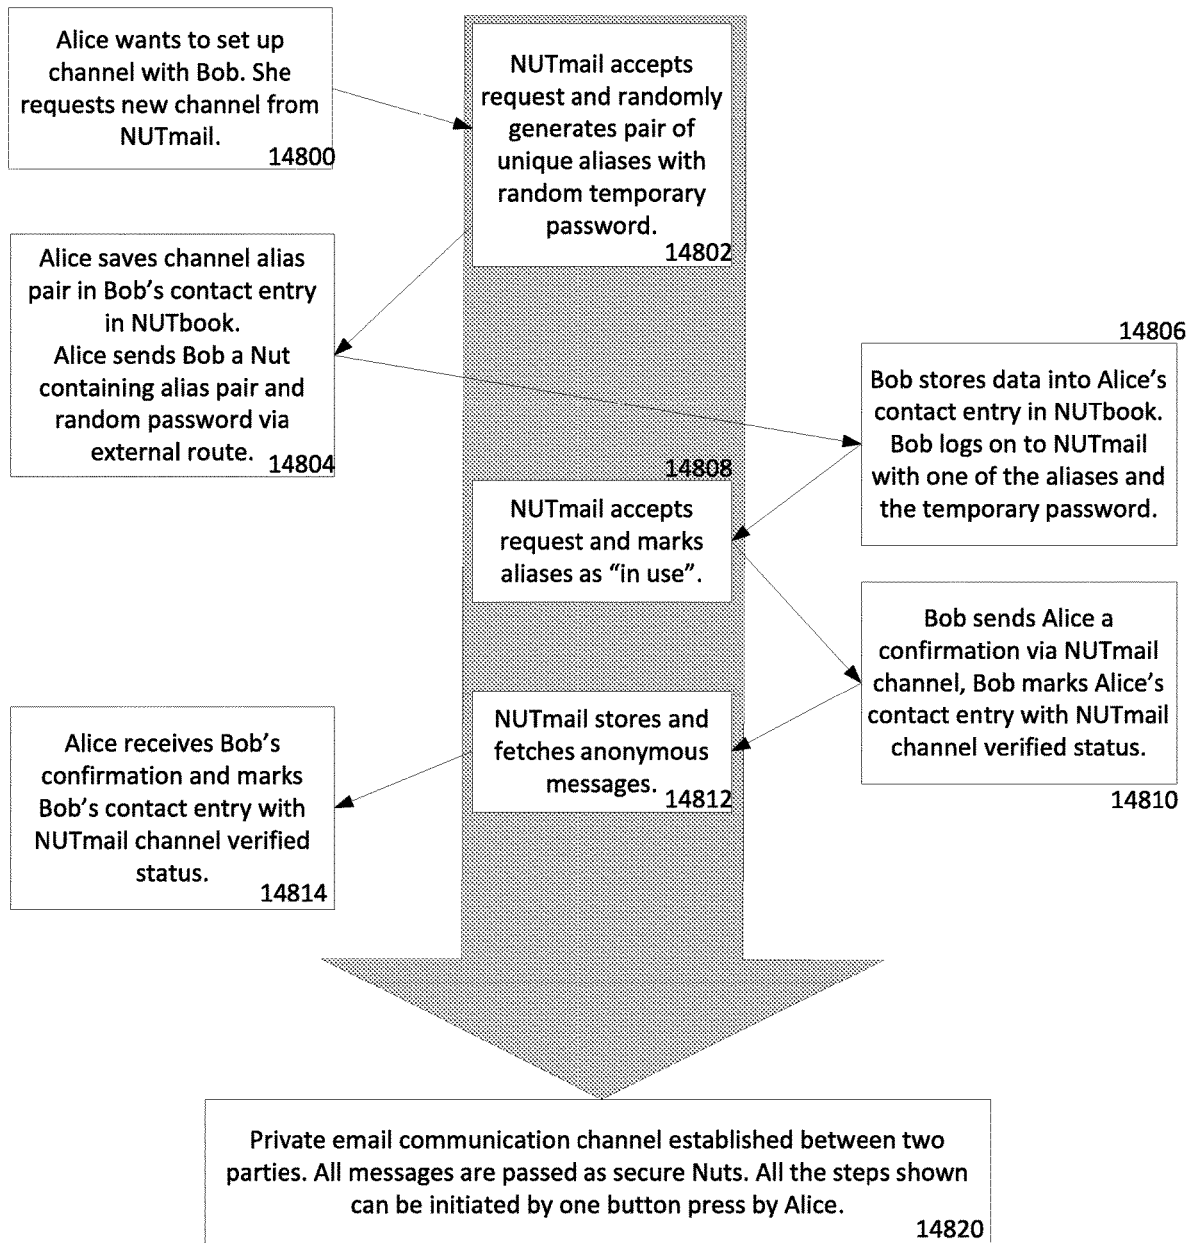 Alice wants to set up
channel with Bob. She
requests new channel from
NUTmail.
14800
NUTmail accepts
request and randomly
generates pair of
unique aliases with
random temporary
password.
14802
Alice saves channel alias
pair in Bob's contact entry
in NUTbook.
Alice sends Bob a Nut
containing alias pair and
random password via
external route.
14804
14806
Bob stores data into Alice's
contact entry in NUTbook.
Bob logs on to NUTmail
with one of the aliases and
the temporary password.
14808
NUTmail accepts
request and marks
aliases as “in use”.
Bob sends Alice a
confirmation via NUTmail
channel, Bob marks Alice's
contact entry with NUTmail
channel verified status.
14810
NUTmail stores and
fetches anonymous
messages.
14812
Alice receives Bob's
confirmation and marks
Bob's contact entry with
NUTmail channel verified
status.
14814
Private email communication channel established between two
parties. All messages are passed as secure Nuts. All the steps shown
can be initiated by one button press by Alice.
14820